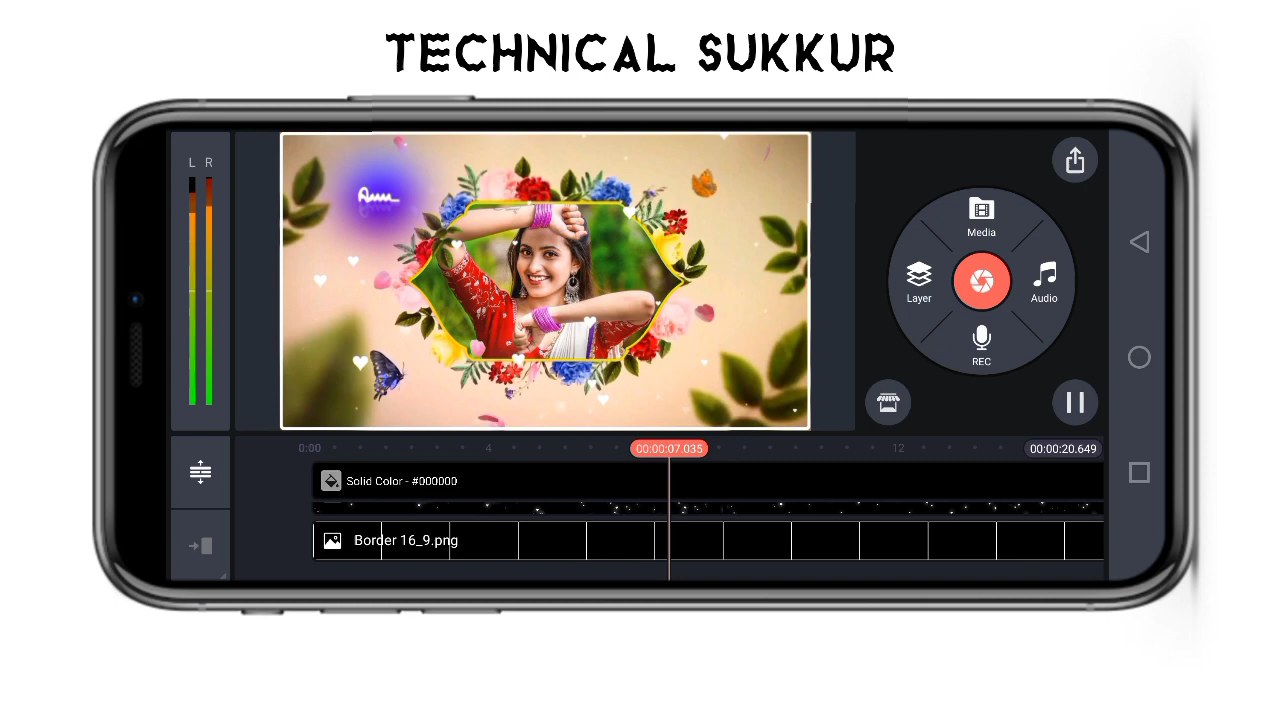 TECHNICAL SUKKUR
L R
Media
Layer
Audio
REC
0:00 4 00:00:07.035 12 00:00:20.649
Solid Color - #000000
Border 16_9.png